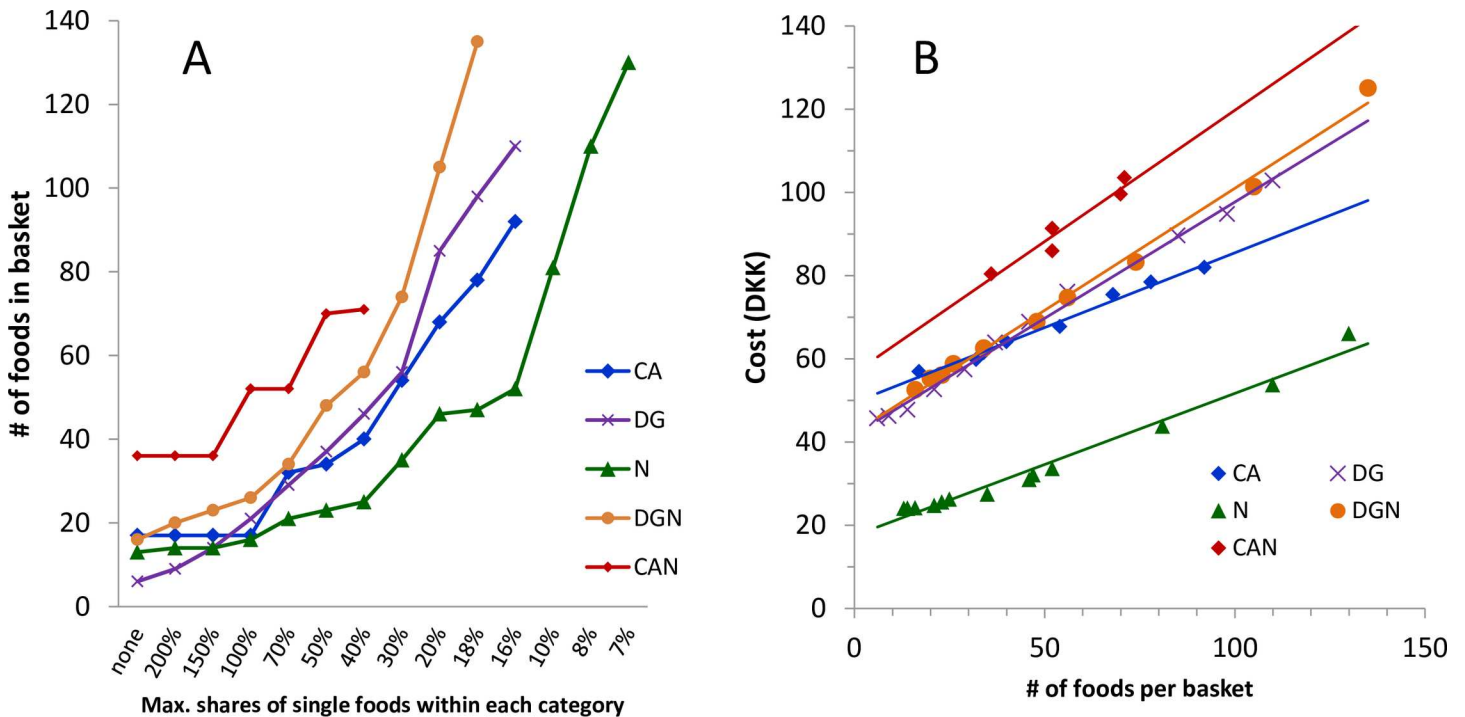 A
# of foods in basket
140
120
100
80
60
40
20
0
CA
DG
N
DGN
CAN
none
200%
150%
100%
70%
50%
40%
30%
20%
18%
16%
10%
8%
7%
Max. shares of single foods within each category
B
Cost (DKK)
140
120
100
80
60
40
20
0
CA DG
N DGN
CAN
0 50 100 150
# of foods per basket